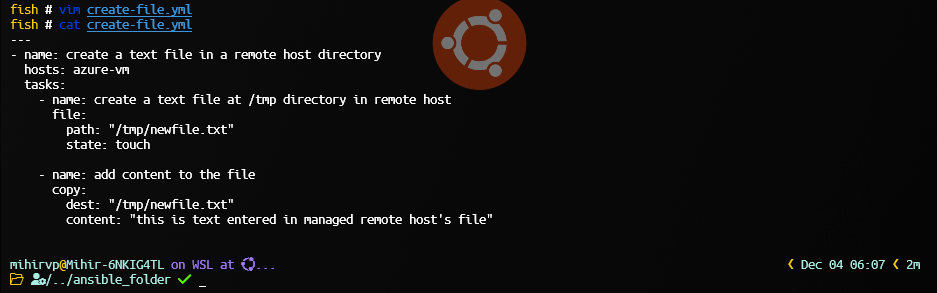 fish # vim create-file.yml
fish # cat create-file.yml
---
- name: create a text file in a remote host directory
  hosts: azure-vm
  tasks:
    - name: create a text file at /tmp directory in remote host
      file:
        path: "/tmp/newfile.txt"
        state: touch

    - name: add content to the file
      copy:
        dest: "/tmp/newfile.txt"
        content: "this is text entered in managed remote host's file"

mihirvp@Mihir-6NKIG4TL on WSL at ... ❮ Dec 04 06:07 ❮ 2m
/../ansible_folder ✓ _